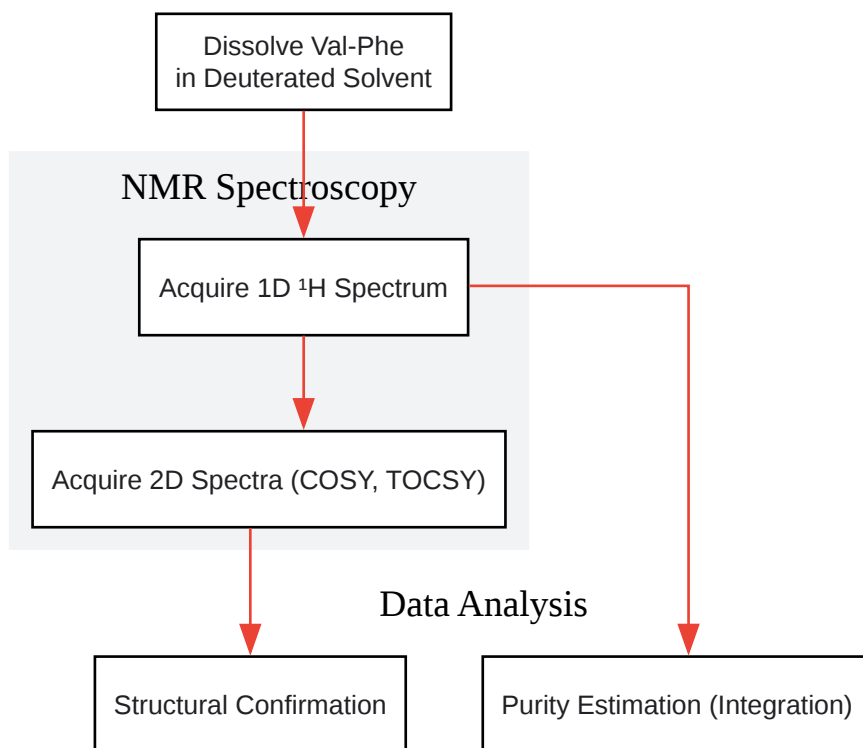 Dissolve Val-Phe
in Deuterated Solvent
NMR Spectroscopy
Acquire 1D ¹H Spectrum
Acquire 2D Spectra (COSY, TOCSY)
Data Analysis
Structural Confirmation
Purity Estimation (Integration)